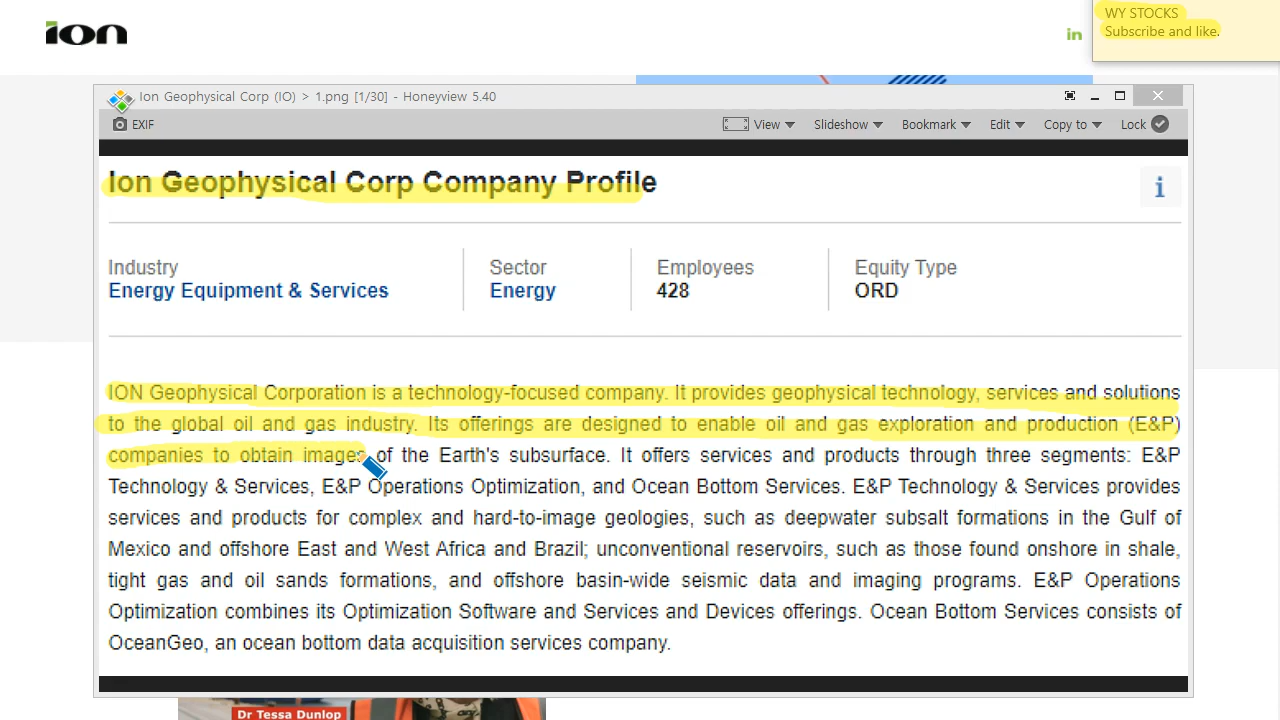 ion
in
WY STOCKS
Subscribe and like.
Ion Geophysical Corp (IO) > 1.png [1/30] - Honeyview 5.40
EXIF
View
Slideshow
Bookmark
Edit
Copy to
Lock
Ion Geophysical Corp Company Profile
i
Industry
Energy Equipment & Services
Sector
Energy
Employees
428
Equity Type
ORD
ION Geophysical Corporation is a technology-focused company. It provides geophysical technology, services and solutions
to the global oil and gas industry. Its offerings are designed to enable oil and gas exploration and production (E&P)
companies to obtain images of the Earth's subsurface. It offers services and products through three segments: E&P
Technology & Services, E&P Operations Optimization, and Ocean Bottom Services. E&P Technology & Services provides
services and products for complex and hard-to-image geologies, such as deepwater subsalt formations in the Gulf of
Mexico and offshore East and West Africa and Brazil; unconventional reservoirs, such as those found onshore in shale,
tight gas and oil sands formations, and offshore basin-wide seismic data and imaging programs. E&P Operations
Optimization combines its Optimization Software and Services and Devices offerings. Ocean Bottom Services consists of
OceanGeo, an ocean bottom data acquisition services company.
Dr Tessa Dunlop